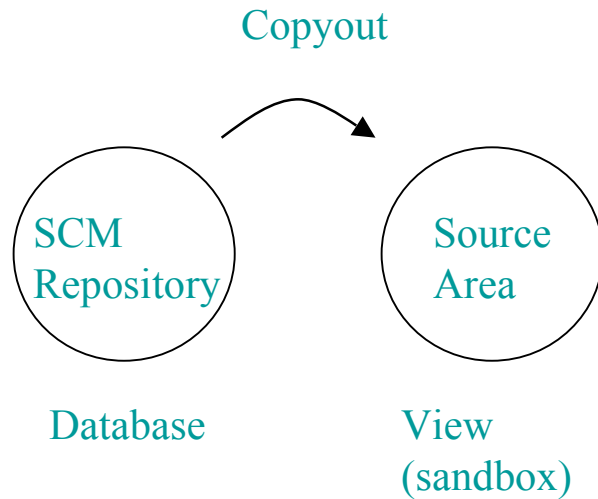 Copyout
SCM
Repository
Source
Area
Database
View
(sandbox)